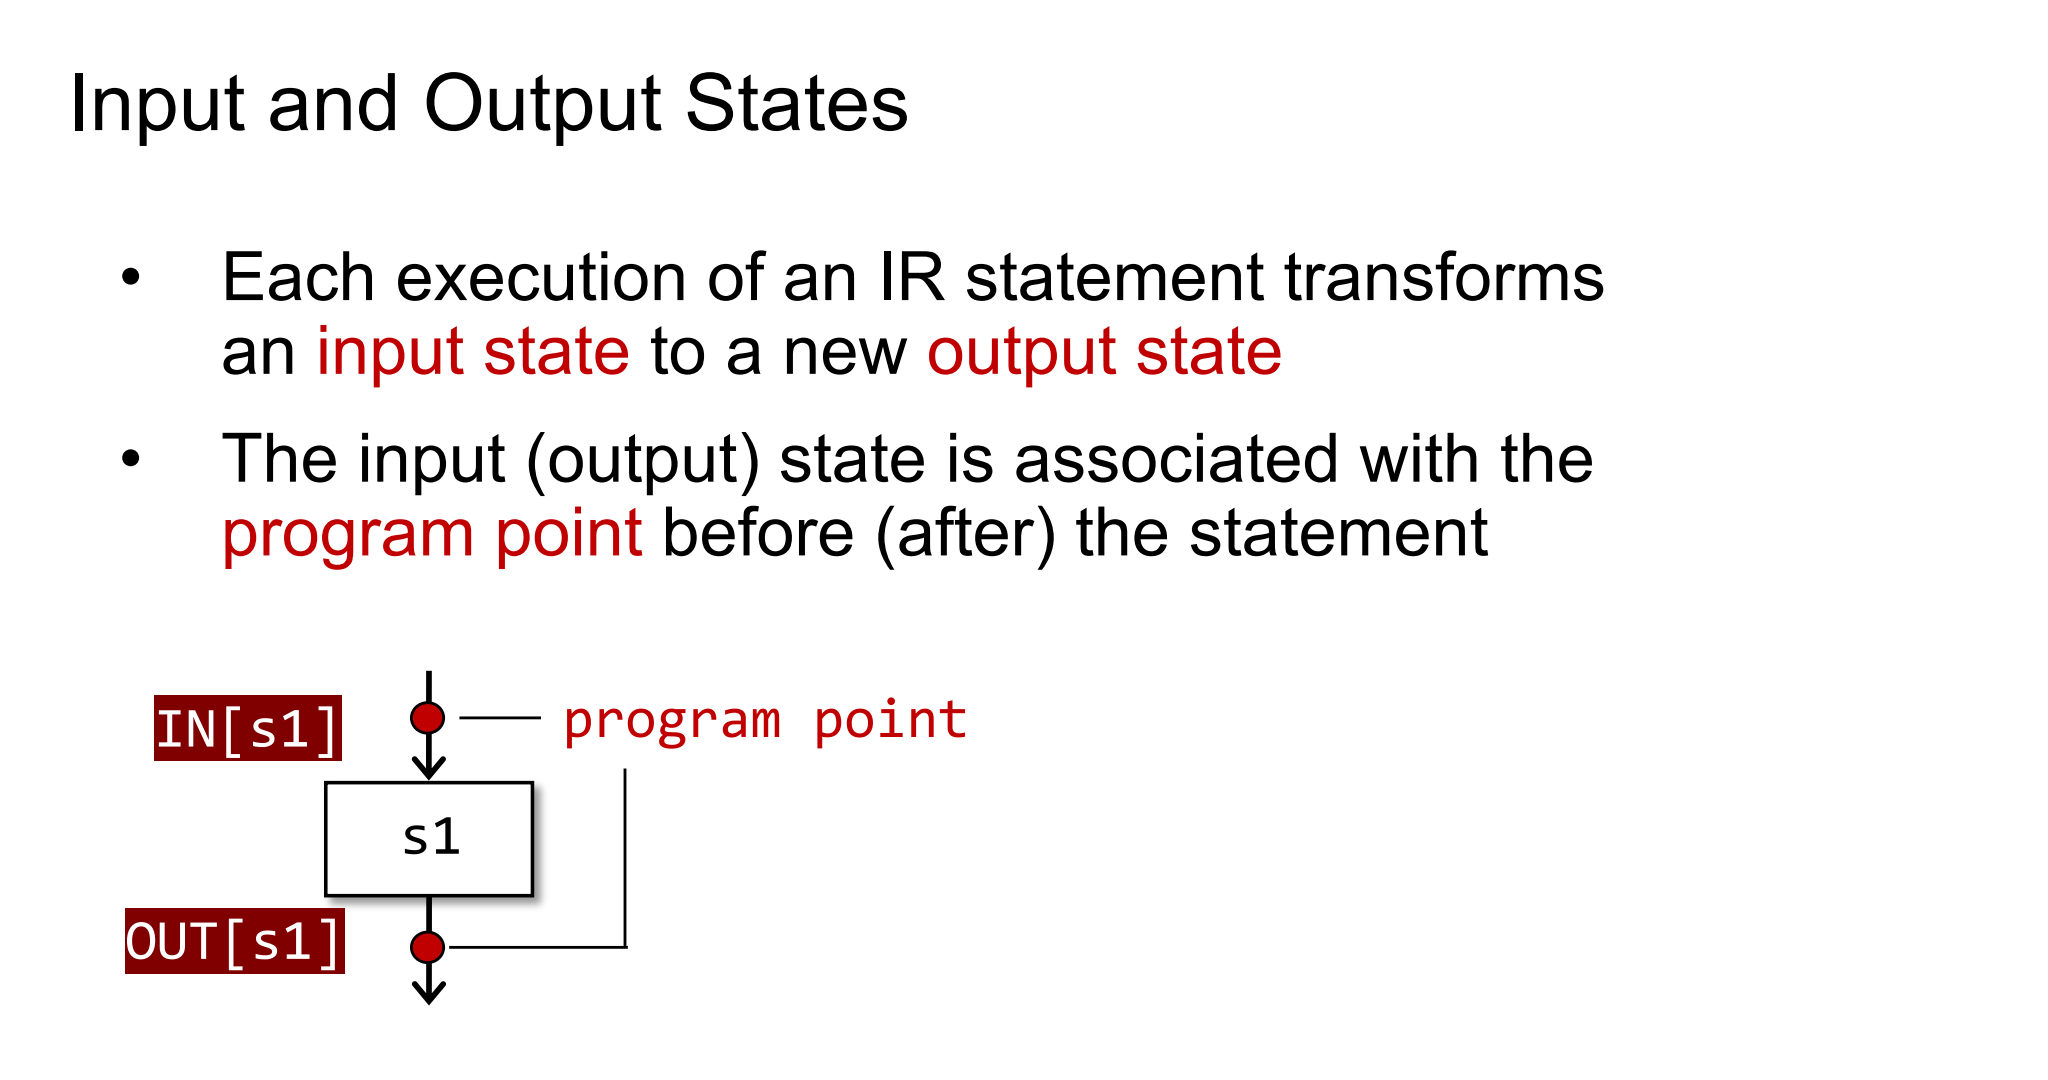 Input and Output States
• Each execution of an IR statement transforms
an input state to a new output state
• The input (output) state is associated with the
program point before (after) the statement
IN[s1]
program point
s1
OUT[s1]